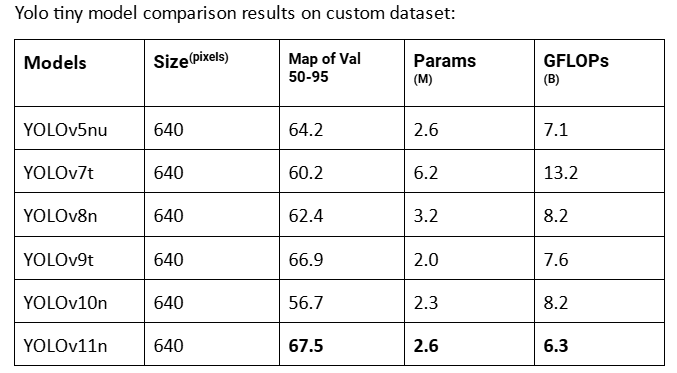 Yolo tiny model comparison results on custom dataset:
Models Size(pixels) Map of Val 50-95 Params (M) GFLOPs (B)
YOLOv5nu 640 64.2 2.6 7.1
YOLOv7t 640 60.2 6.2 13.2
YOLOv8n 640 62.4 3.2 8.2
YOLOv9t 640 66.9 2.0 7.6
YOLOv10n 640 56.7 2.3 8.2
YOLOv11n 640 67.5 2.6 6.3